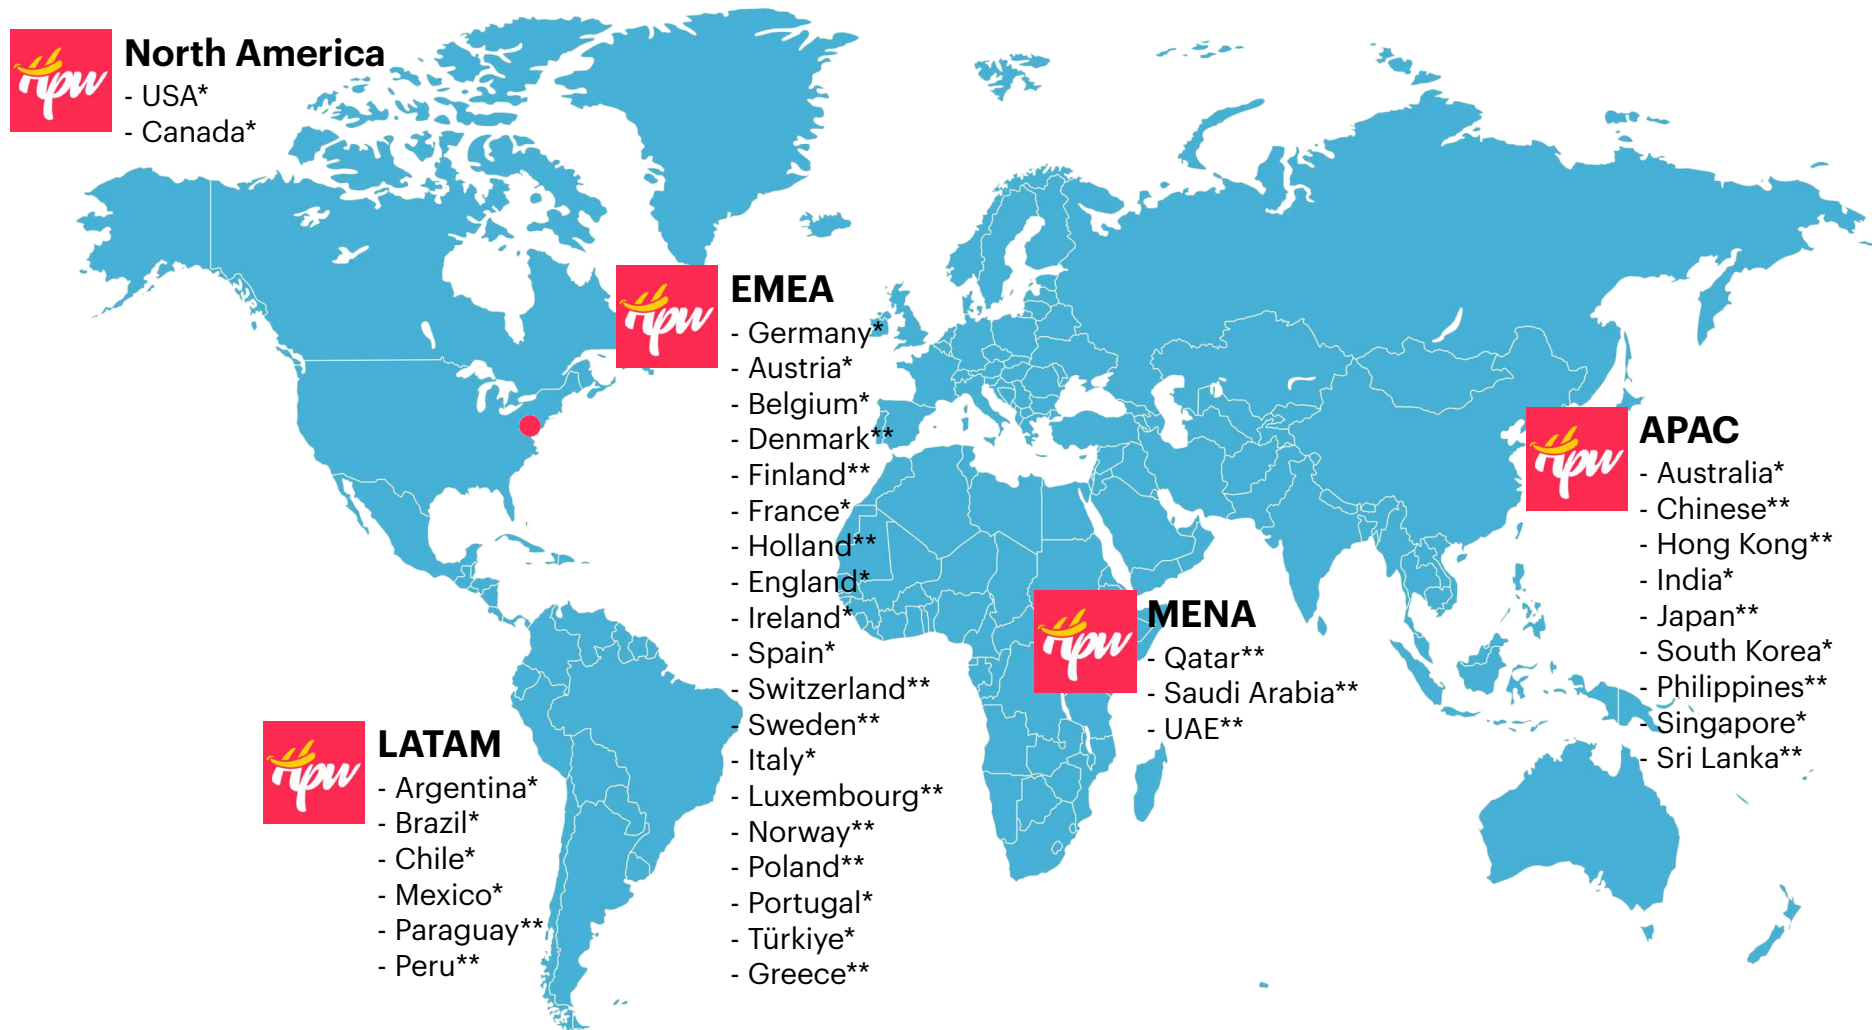 North America
- USA*
- Canada*
EMEA
- Germany*
- Austria*
- Belgium*
- Denmark**
- Finland**
- France*
- Holland**
- England*
- Ireland*
- Spain*
- Switzerland**
- Sweden**
- Italy*
- Luxembourg**
- Norway**
- Poland**
- Portugal*
- Türkiye*
- Greece**
APAC
- Australia*
- Chinese**
- Hong Kong**
- India*
- Japan**
- South Korea*
- Philippines**
- Singapore*
- Sri Lanka**
MENA
- Qatar**
- Saudi Arabia**
- UAE**
LATAM
- Argentina*
- Brazil*
- Chile*
- Mexico*
- Paraguay**
- Peru**